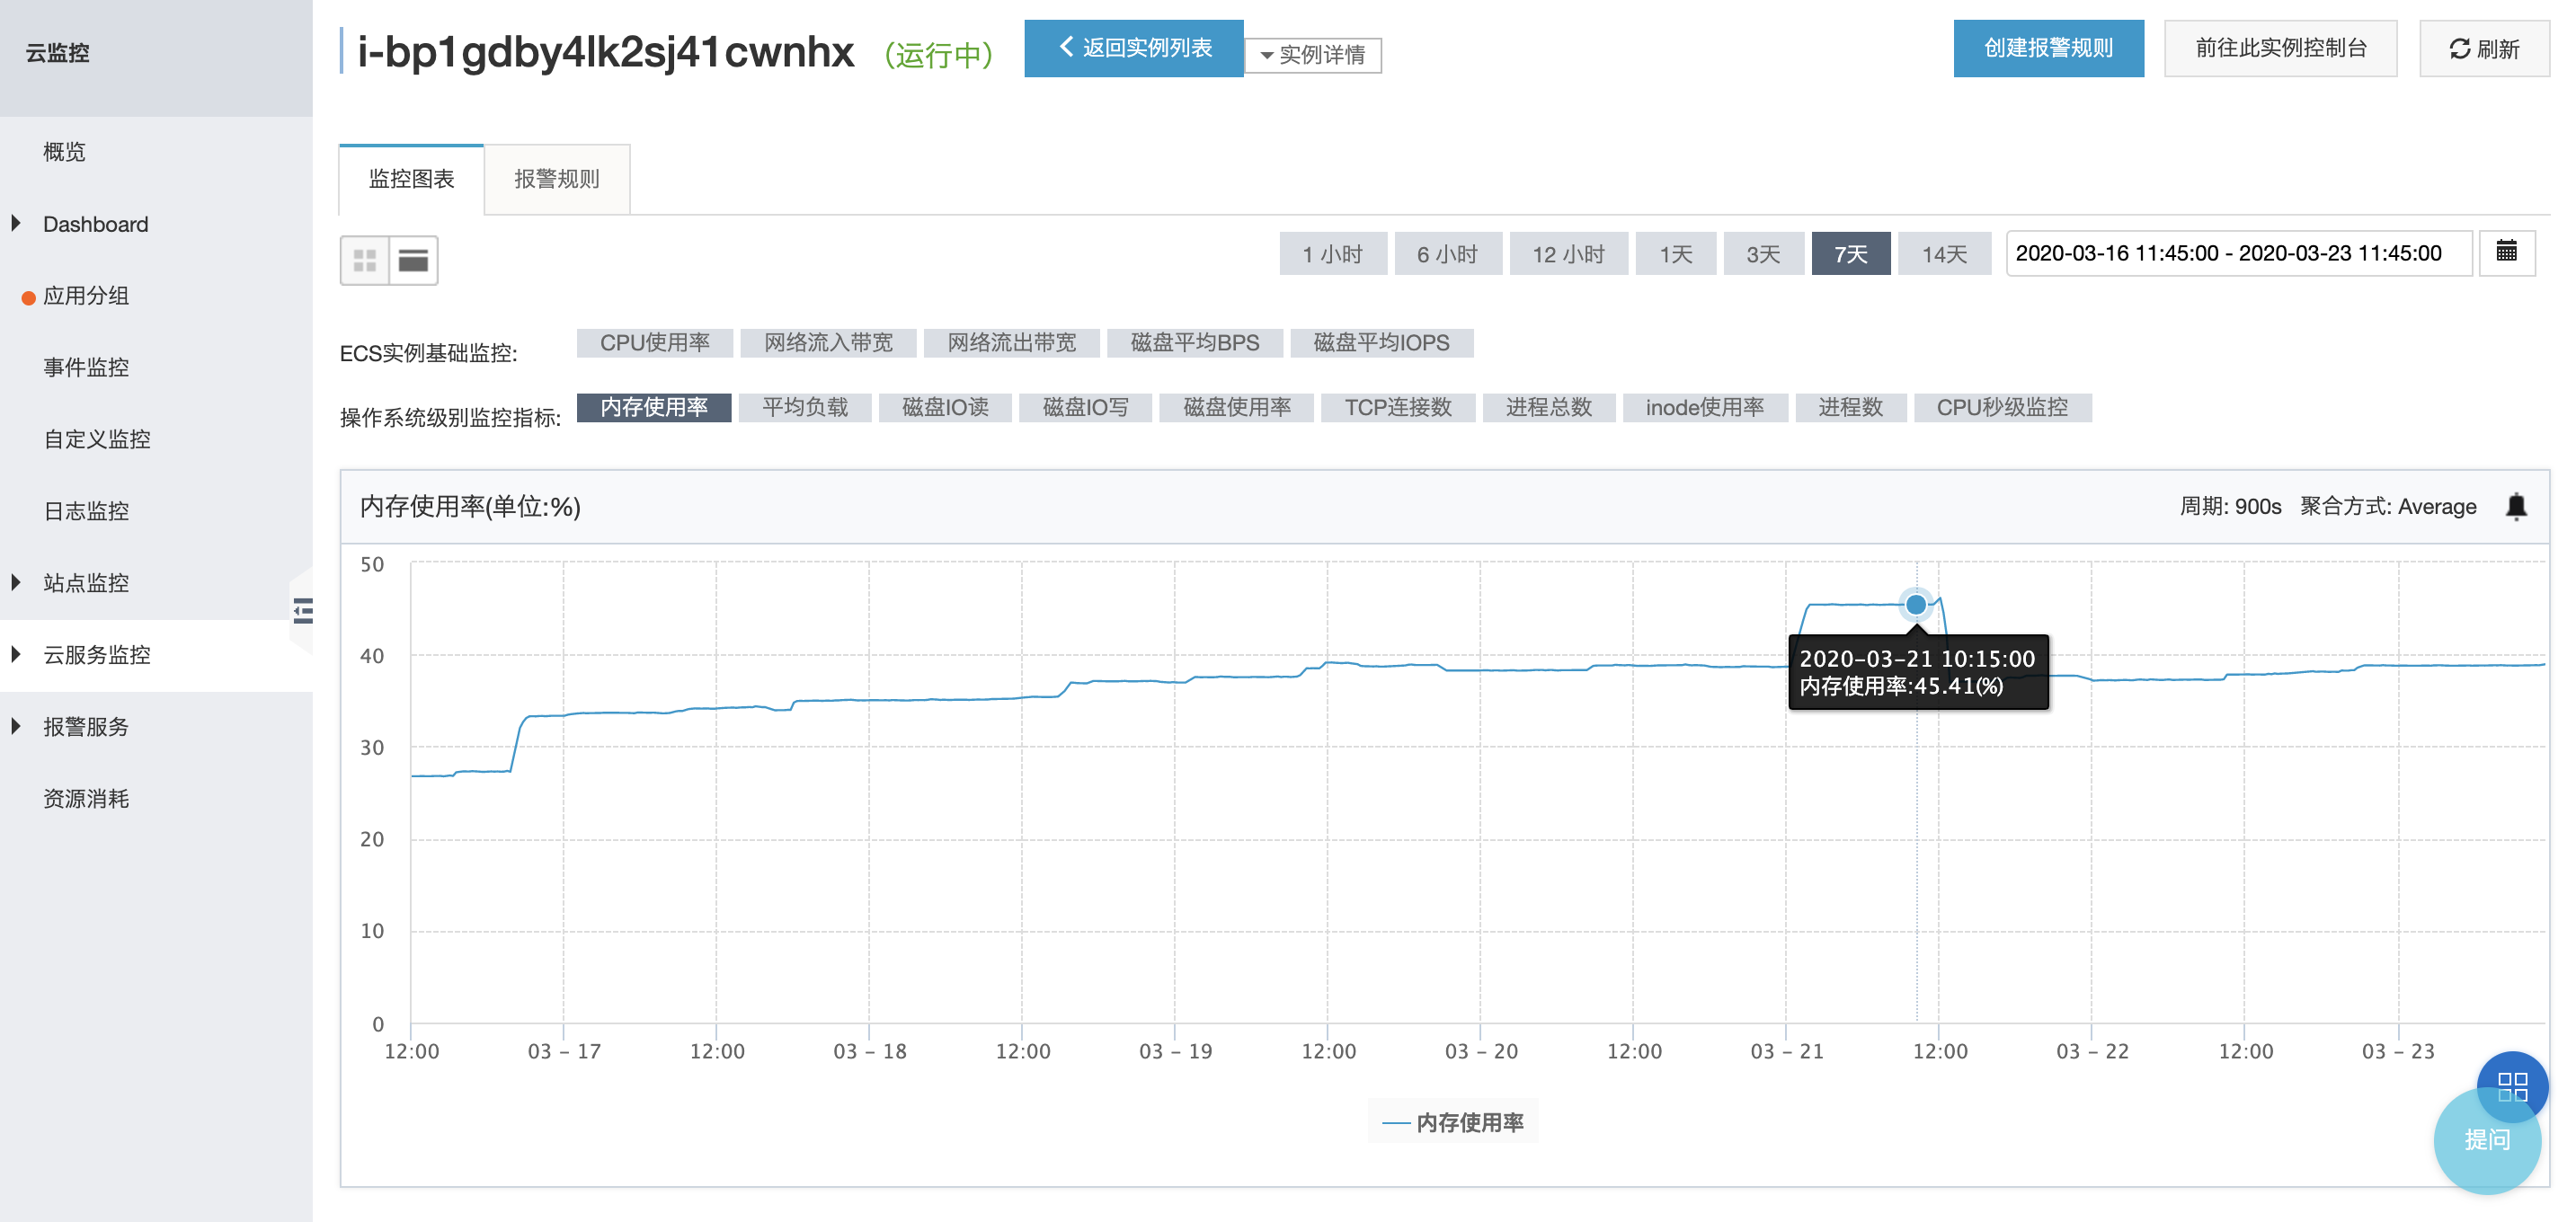 云监控
概览
Dashboard
应用分组
事件监控
自定义监控
日志监控
站点监控
云服务监控
报警服务
资源消耗
i-bp1gdby4lk2sj41cwnhx （运行中） 返回实例列表 实例详情 创建报警规则 前往此实例控制台 刷新
监控图表 报警规则
1 小时 6 小时 12 小时 1天 3天 7天 14天 2020-03-16 11:45:00 - 2020-03-23 11:45:00
ECS实例基础监控: CPU使用率 网络流入带宽 网络流出带宽 磁盘平均BPS 磁盘平均IOPS
操作系统级别监控指标: 内存使用率 平均负载 磁盘IO读 磁盘IO写 磁盘使用率 TCP连接数 进程总数 inode使用率 进程数 CPU秒级监控
内存使用率(单位:%) 周期: 900s 聚合方式: Average
50
40
30
20
10
0
2020-03-21 10:15:00
内存使用率:45.41(%)
12:00 03 - 17 12:00 03 - 18 12:00 03 - 19 12:00 03 - 20 12:00 03 - 21 12:00 03 - 22 12:00 03 - 23
内存使用率
提问